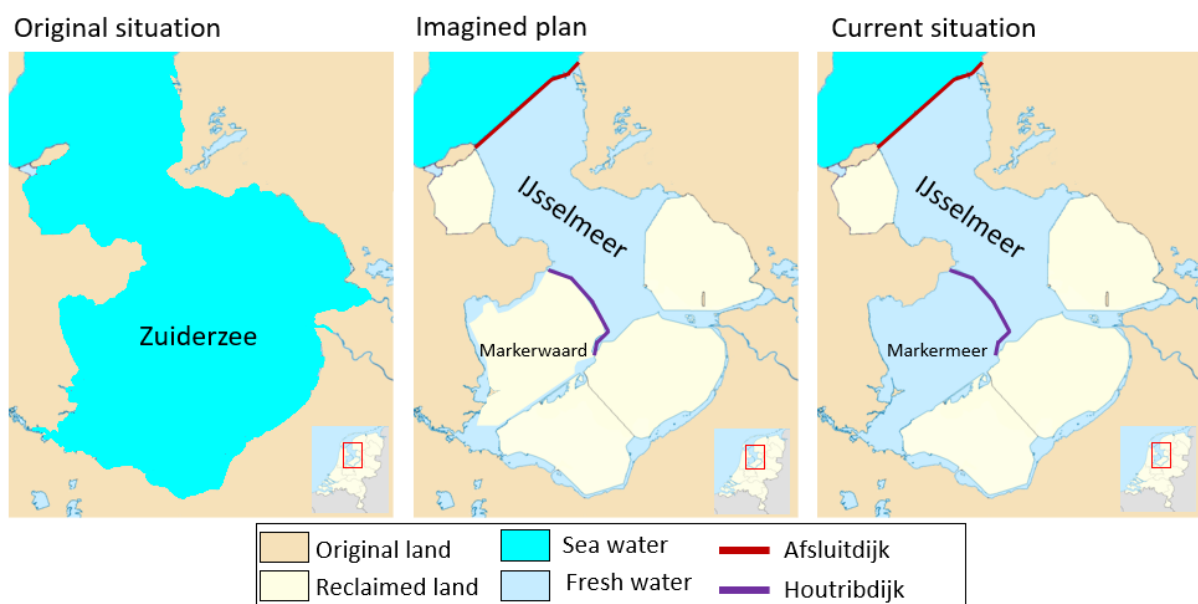 Original situation
Imagined plan
Current situation
Zuiderzee
IJsselmeer
Markerwaard
IJsselmeer
Markermeer
Original land
Sea water
Afsluitdijk
Reclaimed land
Fresh water
Houtribdijk